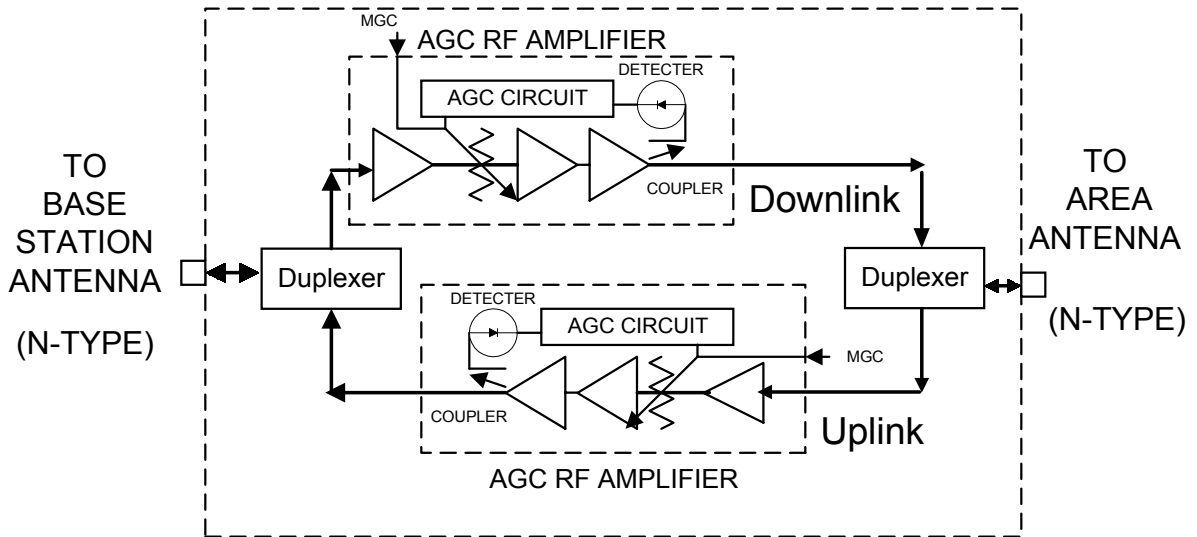 MGC
AGC RF AMPLIFIER
DETECTER
AGC CIRCUIT
COUPLER
Downlink
TO
BASE
STATION
ANTENNA
(N-TYPE)
Duplexer
Duplexer
TO
AREA
ANTENNA
(N-TYPE)
DETECTER
AGC CIRCUIT
MGC
COUPLER
Uplink
AGC RF AMPLIFIER